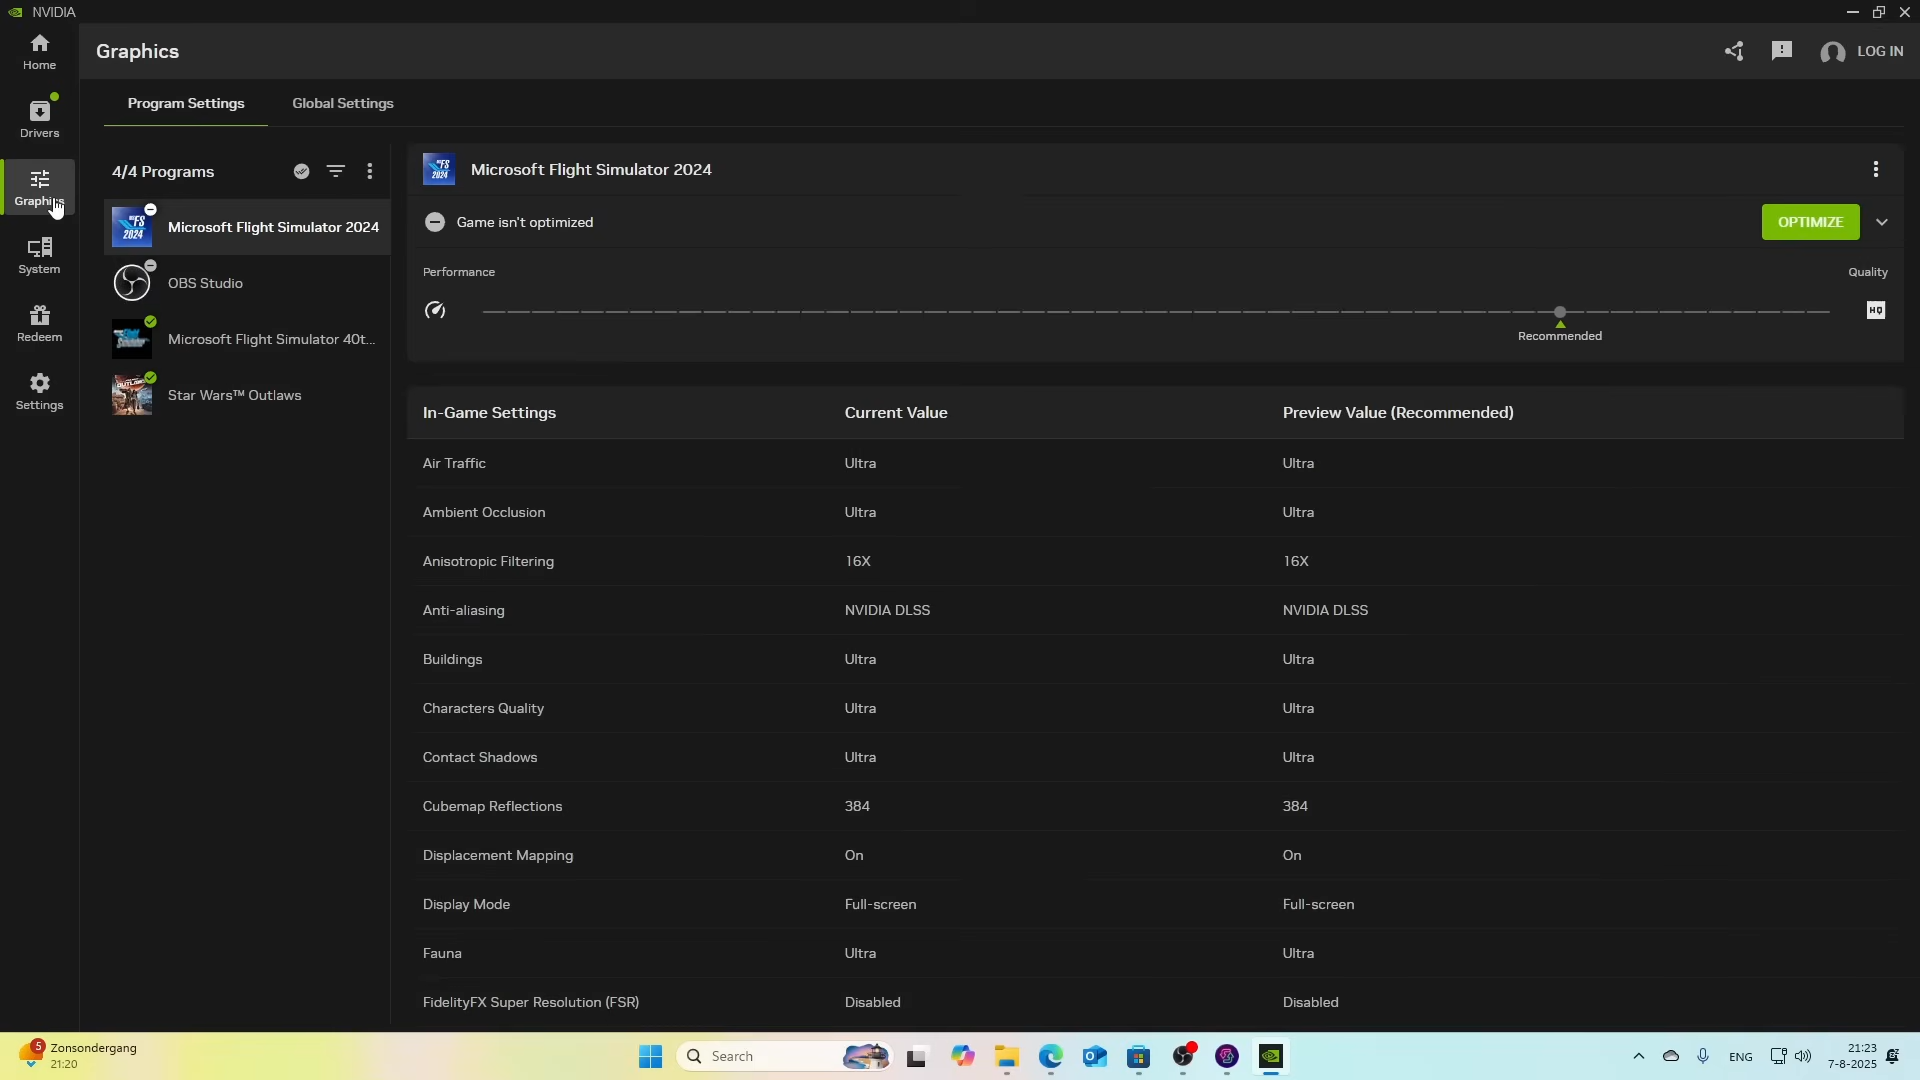 NVIDIA
Home
Drivers
Graphics
System
Redeem
Settings
Graphics
LOG IN
Program Settings
Global Settings
4/4 Programs
Microsoft Flight Simulator 2024
OBS Studio
Microsoft Flight Simulator 40t...
Star Wars™ Outlaws
Microsoft Flight Simulator 2024
Game isn't optimized
OPTIMIZE
Performance
Quality
HQ
Recommended
In-Game Settings Current Value Preview Value (Recommended)
Air Traffic Ultra Ultra
Ambient Occlusion Ultra Ultra
Anisotropic Filtering 16X 16X
Anti-aliasing NVIDIA DLSS NVIDIA DLSS
Buildings Ultra Ultra
Characters Quality Ultra Ultra
Contact Shadows Ultra Ultra
Cubemap Reflections 384 384
Displacement Mapping On On
Display Mode Full-screen Full-screen
Fauna Ultra Ultra
FidelityFX Super Resolution (FSR) Disabled Disabled
5
Zonsondergang
21:20
Search
ENG
21:23
7-8-2025